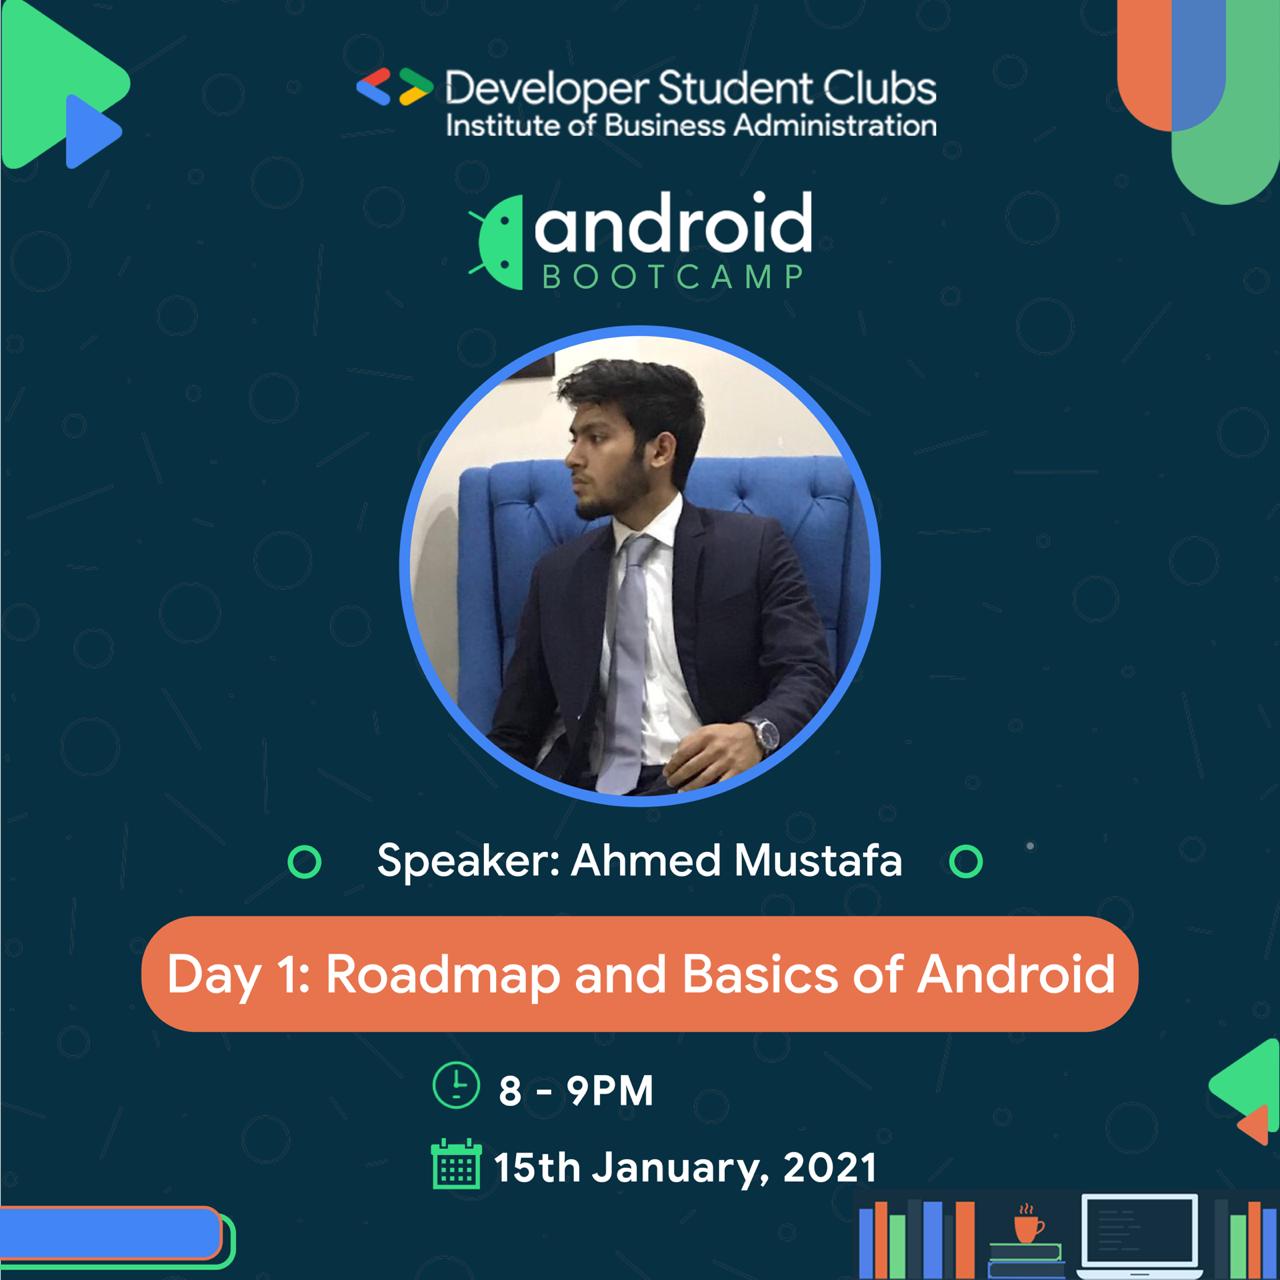 Developer Student Clubs
Institute of Business Administration
android
BOOTCAMP
Speaker: Ahmed Mustafa
Day 1: Roadmap and Basics of Android
8 - 9PM
15th January, 2021